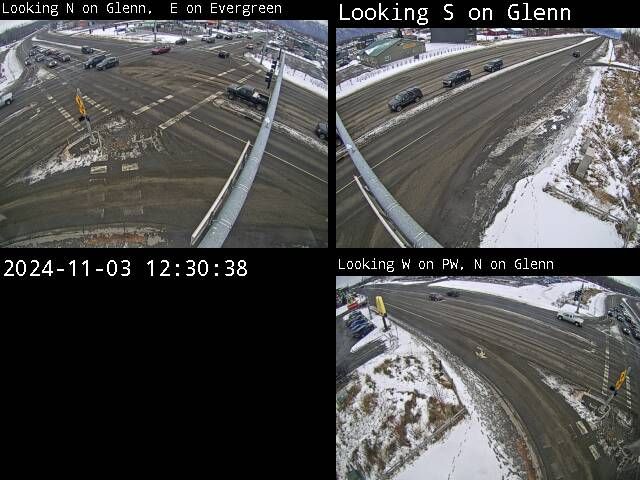 Looking N on Glenn, E on Evergreen
Looking S on Glenn
2024-11-03 12:30:38
Looking W on PW, N on Glenn